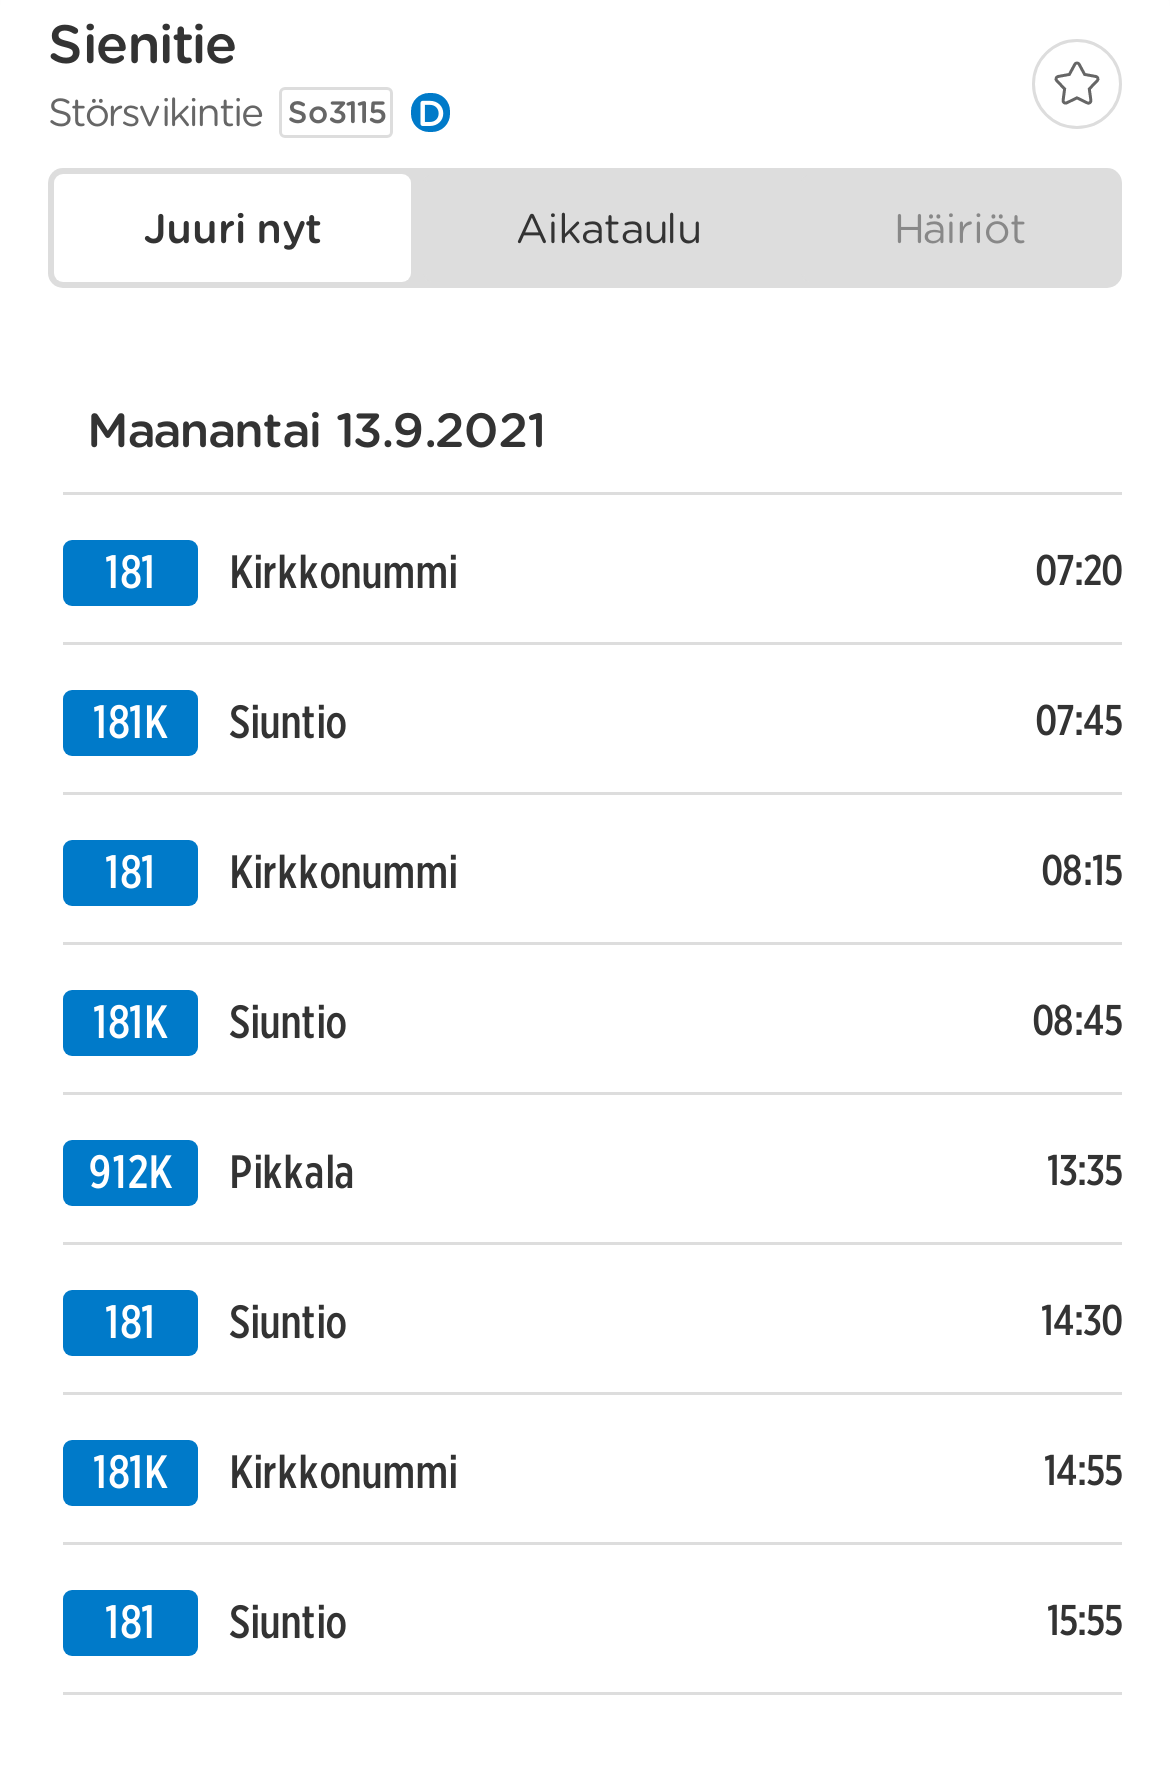 Sienitie
Störsvikintie So3115 D
Juuri nyt Aikataulu Häiriöt
Maanantai 13.9.2021
181 Kirkkonummi 07:20
181K Siuntio 07:45
181 Kirkkonummi 08:15
181K Siuntio 08:45
912K Pikkala 13:35
181 Siuntio 14:30
181K Kirkkonummi 14:55
181 Siuntio 15:55